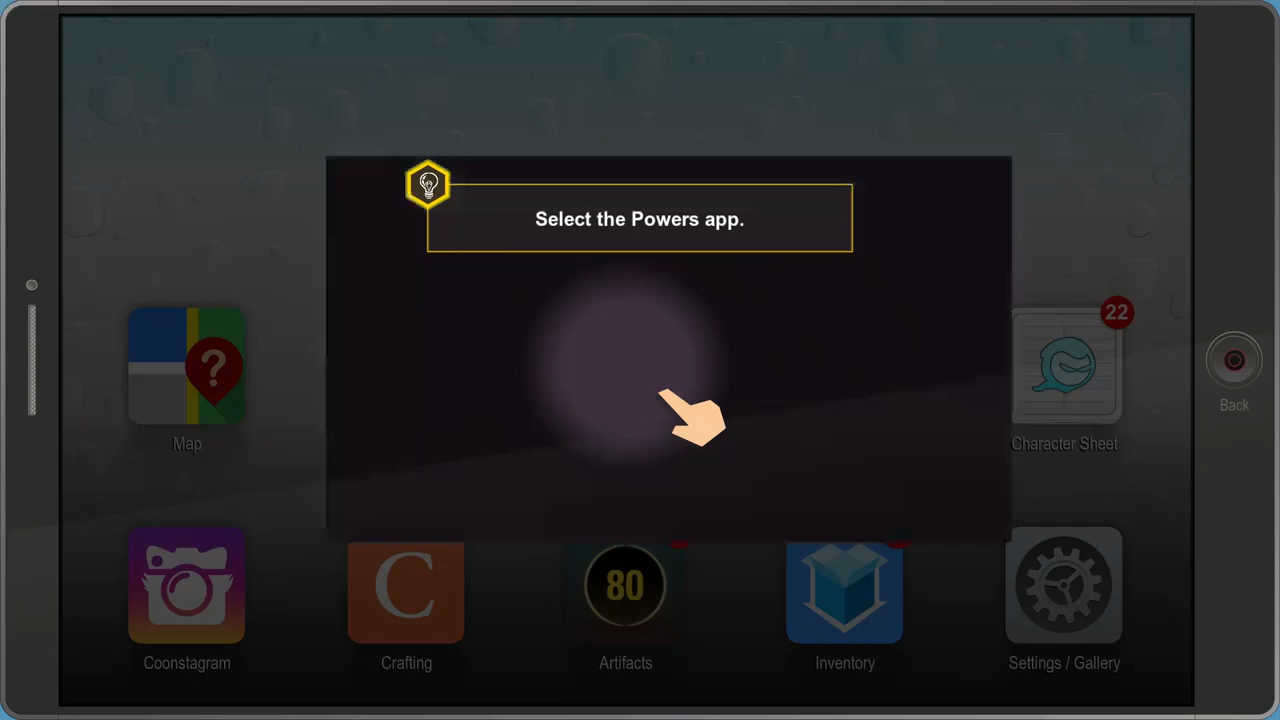 Select the Powers app.
?
22
Map
Character Sheet
Back
C
80
Coonstagram
Crafting
Artifacts
Inventory
Settings / Gallery